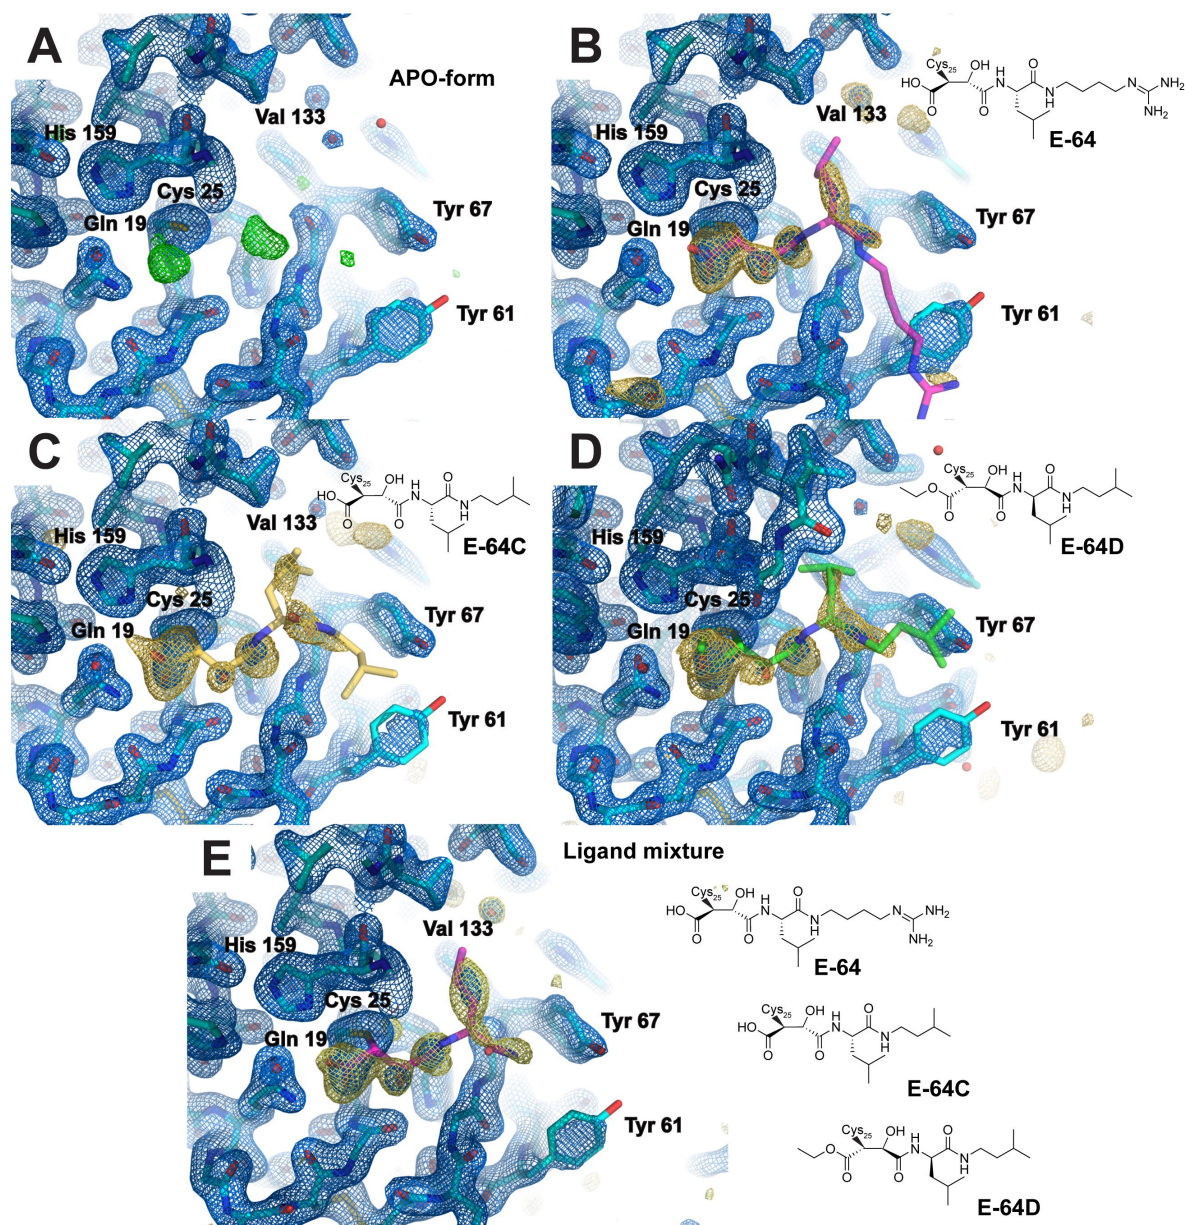 A
APO-form
Val 133
His 159
Cys 25
Gln 19
Tyr 67
Tyr 61
B
Val 133
His 159
Cys 25
Gln 19
Tyr 67
Tyr 61
Cys25 OH
HO
O
O
H
N
O
N
H
N
NH2
NH2
E-64
C
Val 133
His 159
Cys 25
Gln 19
Tyr 67
Tyr 61
Cys25 OH
HO
O
O
H
N
O
N
H
E-64C
D
His 159
Cys 25
Gln 19
Tyr 67
Tyr 61
Cys25 OH
O
O
O
H
N
O
N
H
E-64D
E
Ligand mixture
Val 133
His 159
Cys 25
Gln 19
Tyr 67
Tyr 61
Cys25 OH
HO
O
O
H
N
O
N
H
N
NH2
NH2
E-64
Cys25 OH
HO
O
O
H
N
O
N
H
E-64C
Cys25 OH
O
O
O
H
N
O
N
H
E-64D